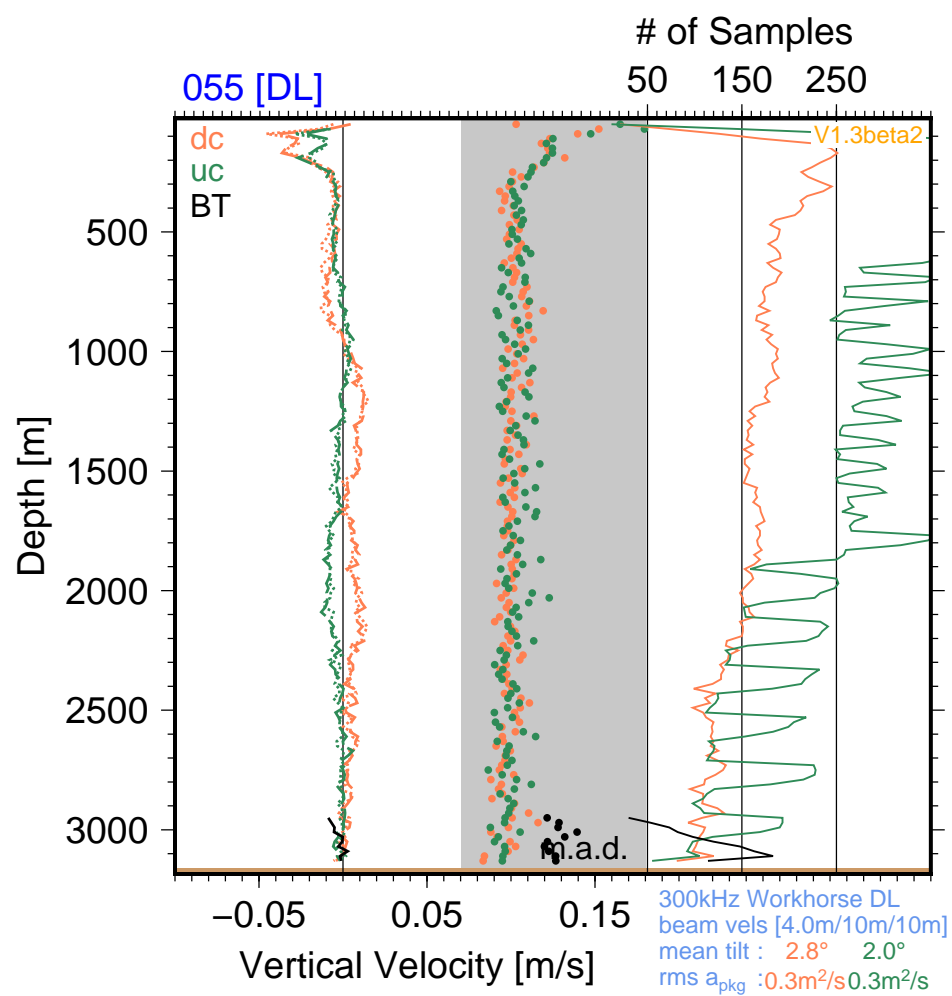 # of Samples
50 150 250
055 [DL]
dc
uc
BT
V1.3beta2
500
1000
1500
2000
2500
3000
Depth [m]
m.a.d.
−0.05 0.05 0.15
Vertical Velocity [m/s]
300kHz Workhorse DL
beam vels [4.0m/10m/10m]
mean tilt : 2.8° 2.0°
rms a_pkg :0.3m²/s 0.3m²/s